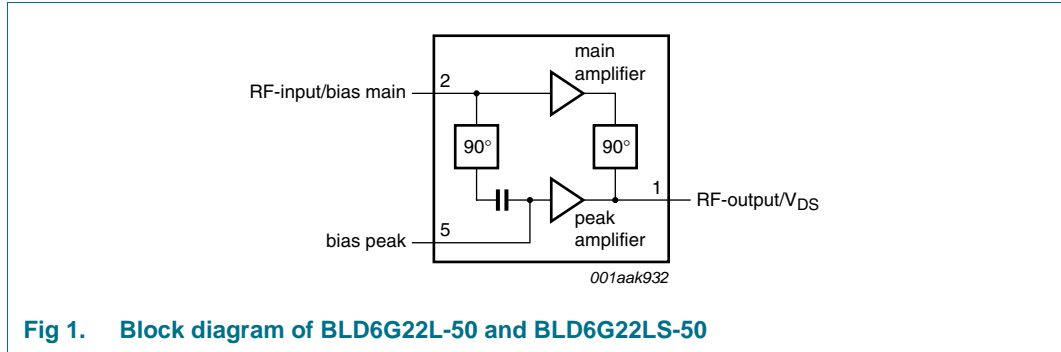 main
amplifier
2
RF-input/bias main
90°
90°
1
RF-output/VDS
peak
amplifier
5
bias peak
001aak932
Fig 1. Block diagram of BLD6G22L-50 and BLD6G22LS-50